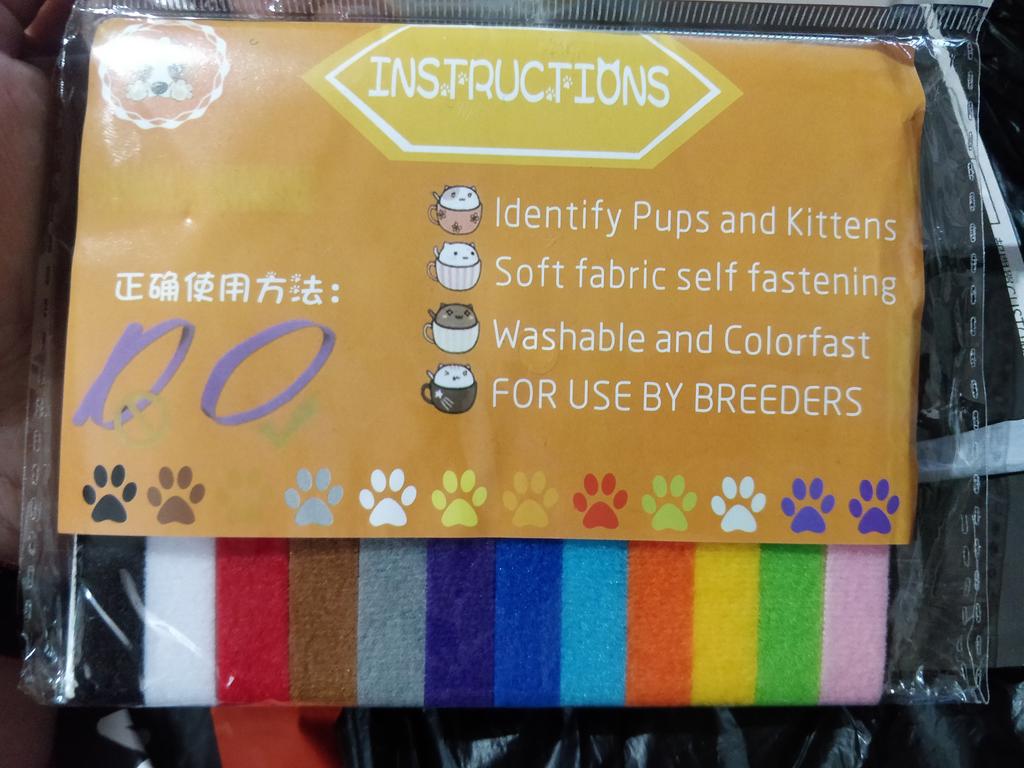 INSTRUCTIONS
Identify Pups and Kittens
Soft fabric self fastening
Washable and Colorfast
FOR USE BY BREEDERS
正确使用方法: